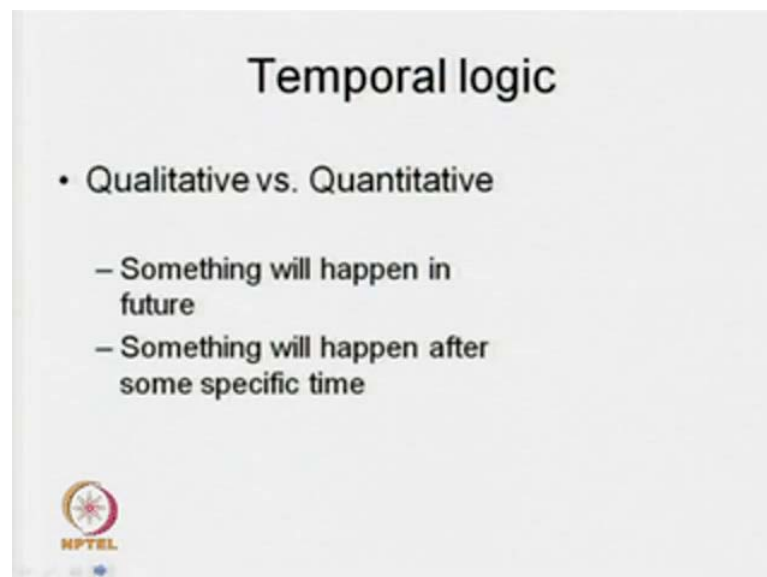 Temporal logic
• Qualitative vs. Quantitative
– Something will happen in
future
– Something will happen after
some specific time
NPTEL